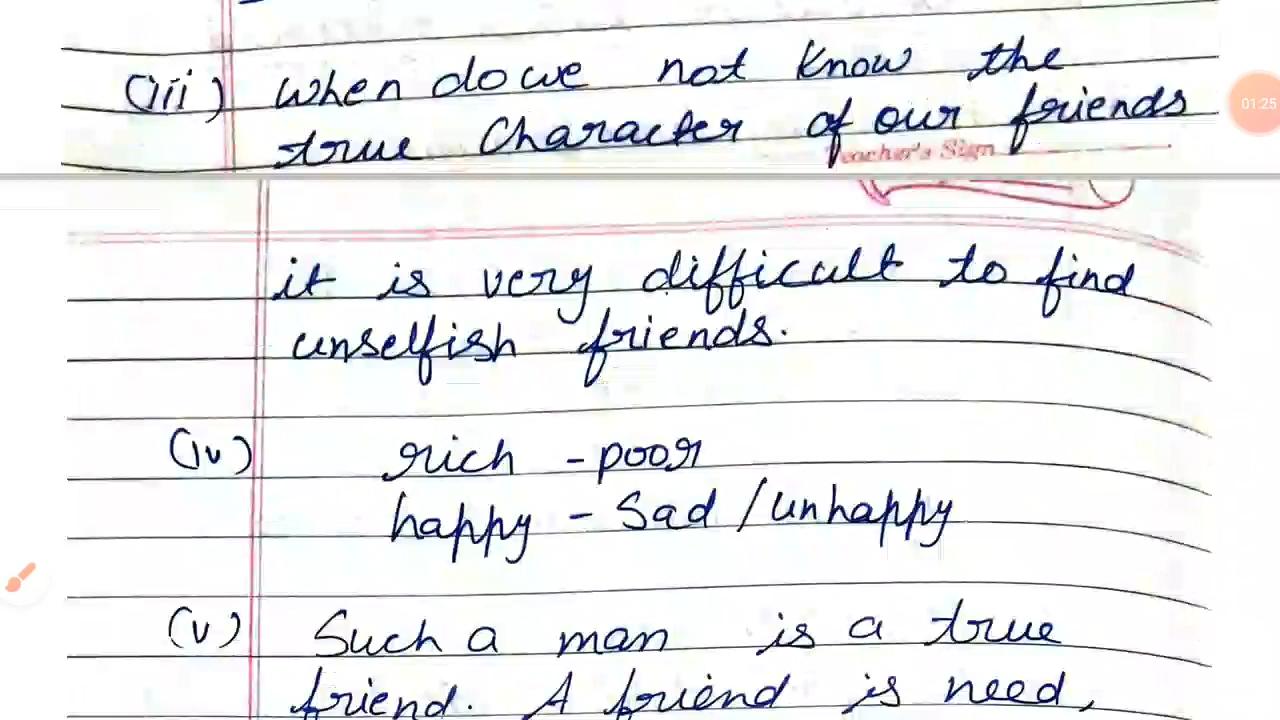 (iii) When do we not know the
true Character of our friends
Teacher's Sign
it is very difficult to find
unselfish friends.
(iv) rich - poor
happy - Sad / unhappy
(v) Such a man is a true
friend. A friend is need,
01:25